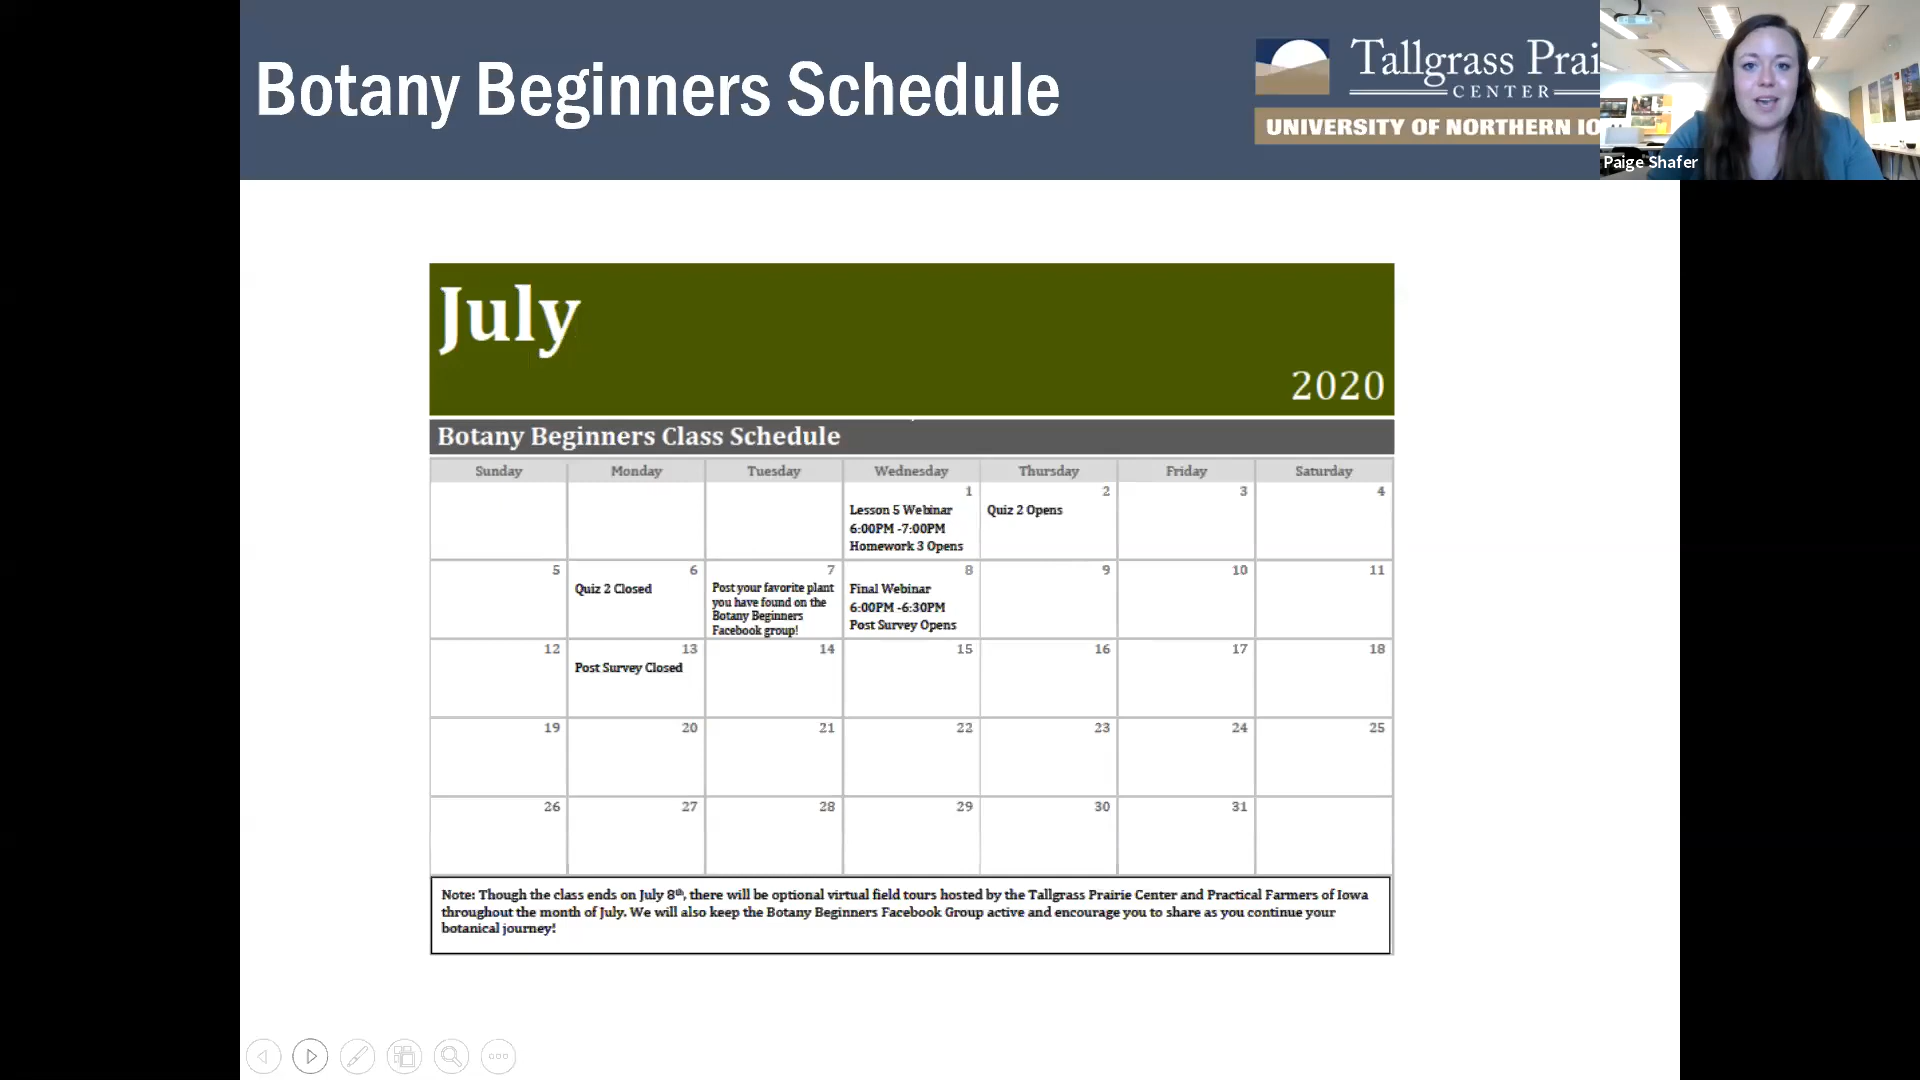 Botany Beginners Schedule
Tallgrass Prai
CENTER
UNIVERSITY OF NORTHERN IO
Paige Shafer
July
2020
Botany Beginners Class Schedule
Sunday Monday Tuesday Wednesday Thursday Friday Saturday
1 2 3 4
Lesson 5 Webinar
6:00PM -7:00PM
Homework 3 Opens
Quiz 2 Opens
5 6 7 8 9 10 11
Quiz 2 Closed
Post your favorite plant
you have found on the
Botany Beginners
Facebook group!
Final Webinar
6:00PM -6:30PM
Post Survey Opens
12 13 14 15 16 17 18
Post Survey Closed
19 20 21 22 23 24 25
26 27 28 29 30 31
Note: Though the class ends on July 8th, there will be optional virtual field tours hosted by the Tallgrass Prairie Center and Practical Farmers of Iowa
throughout the month of July. We will also keep the Botany Beginners Facebook Group active and encourage you to share as you continue your
botanical journey!